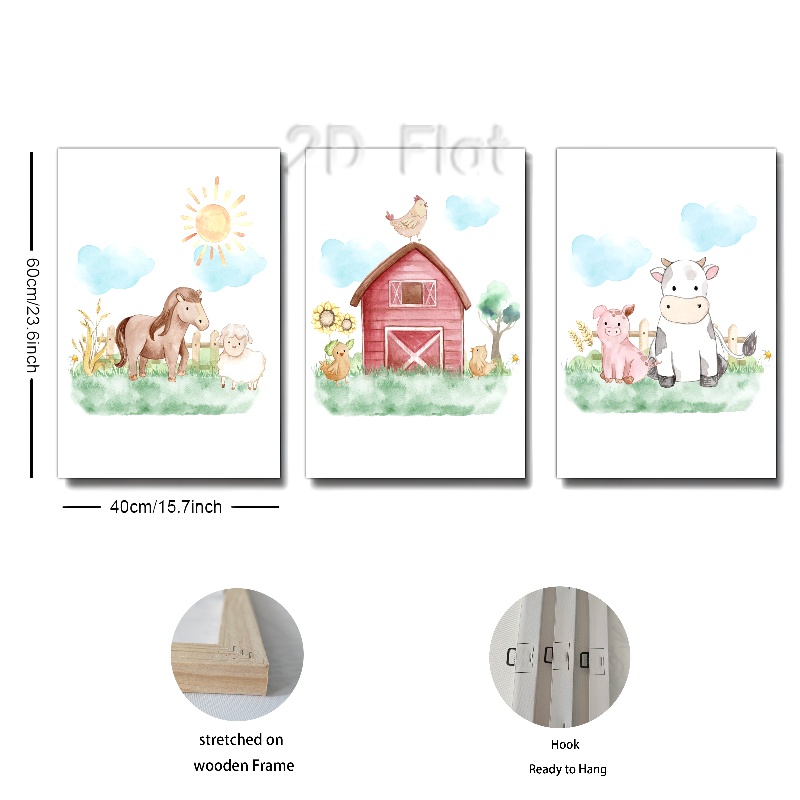 2D Flat
60cm/23.6inch
40cm/15.7inch
stretched on
wooden Frame
Hook
Ready to Hang